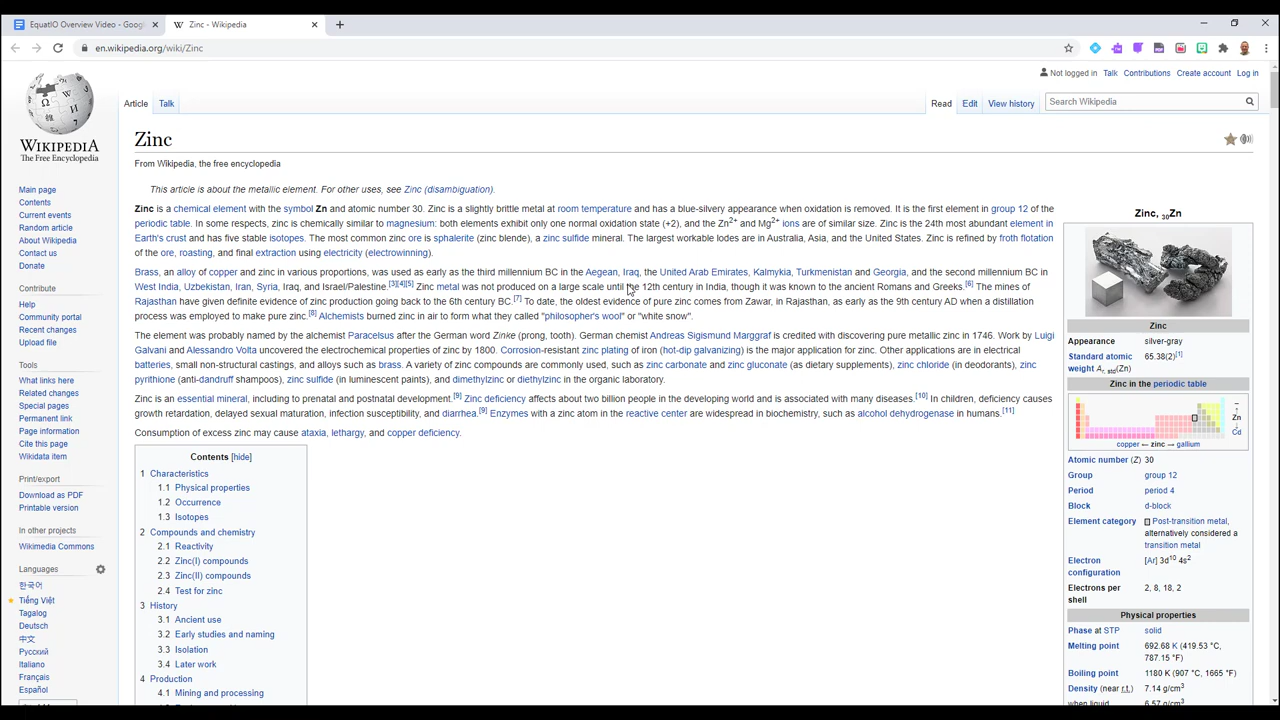 EquatIO Overview Video - Goog
Zinc - Wikipedia
en.wikipedia.org/wiki/Zinc
Not logged in Talk Contributions Create account Log in
Article Talk
Read Edit View history
Search Wikipedia
WIKIPEDIA
The Free Encyclopedia
Main page
Contents
Current events
Random article
About Wikipedia
Contact us
Donate
Contribute
Help
Community portal
Recent changes
Upload file
Tools
What links here
Related changes
Special pages
Permanent link
Page information
Cite this page
Wikidata item
Print/export
Download as PDF
Printable version
In other projects
Wikimedia Commons
Languages
한국어
Tiếng Việt
Tagalog
Deutsch
中文
Русский
Italiano
Français
Español
Zinc
From Wikipedia, the free encyclopedia
This article is about the metallic element. For other uses, see Zinc (disambiguation).
Zinc is a chemical element with the symbol Zn and atomic number 30. Zinc is a slightly brittle metal at room temperature and has a blue-silvery appearance when oxidation is removed. It is the first element in group 12 of the
periodic table. In some respects, zinc is chemically similar to magnesium: both elements exhibit only one normal oxidation state (+2), and the Zn2+ and Mg2+ ions are of similar size. Zinc is the 24th most abundant element in
Earth's crust and has five stable isotopes. The most common zinc ore is sphalerite (zinc blende), a zinc sulfide mineral. The largest workable lodes are in Australia, Asia, and the United States. Zinc is refined by froth flotation
of the ore, roasting, and final extraction using electricity (electrowinning).
Brass, an alloy of copper and zinc in various proportions, was used as early as the third millennium BC in the Aegean, Iraq, the United Arab Emirates, Kalmykia, Turkmenistan and Georgia, and the second millennium BC in
West India, Uzbekistan, Iran, Syria, Iraq, and Israel/Palestine.[3][4][5] Zinc metal was not produced on a large scale until the 12th century in India, though it was known to the ancient Romans and Greeks.[6] The mines of
Rajasthan have given definite evidence of zinc production going back to the 6th century BC.[7] To date, the oldest evidence of pure zinc comes from Zawar, in Rajasthan, as early as the 9th century AD when a distillation
process was employed to make pure zinc.[8] Alchemists burned zinc in air to form what they called "philosopher's wool" or "white snow".
The element was probably named by the alchemist Paracelsus after the German word Zinke (prong, tooth). German chemist Andreas Sigismund Marggraf is credited with discovering pure metallic zinc in 1746. Work by Luigi
Galvani and Alessandro Volta uncovered the electrochemical properties of zinc by 1800. Corrosion-resistant zinc plating of iron (hot-dip galvanizing) is the major application for zinc. Other applications are in electrical
batteries, small non-structural castings, and alloys such as brass. A variety of zinc compounds are commonly used, such as zinc carbonate and zinc gluconate (as dietary supplements), zinc chloride (in deodorants), zinc
pyrithione (anti-dandruff shampoos), zinc sulfide (in luminescent paints), and dimethylzinc or diethylzinc in the organic laboratory.
Zinc is an essential mineral, including to prenatal and postnatal development.[9] Zinc deficiency affects about two billion people in the developing world and is associated with many diseases.[10] In children, deficiency causes
growth retardation, delayed sexual maturation, infection susceptibility, and diarrhea.[9] Enzymes with a zinc atom in the reactive center are widespread in biochemistry, such as alcohol dehydrogenase in humans.[11]
Consumption of excess zinc may cause ataxia, lethargy, and copper deficiency.
Contents [hide]
1 Characteristics
1.1 Physical properties
1.2 Occurrence
1.3 Isotopes
2 Compounds and chemistry
2.1 Reactivity
2.2 Zinc(I) compounds
2.3 Zinc(II) compounds
2.4 Test for zinc
3 History
3.1 Ancient use
3.2 Early studies and naming
3.3 Isolation
3.4 Later work
4 Production
4.1 Mining and processing
Zinc, 30Zn
Zinc
Appearance silver-gray
Standard atomic 65.38(2)[1]
weight Ar, std(Zn)
Zinc in the periodic table
–
↑
Zn
↓
Cd
copper ← zinc → gallium
Atomic number (Z) 30
Group group 12
Period period 4
Block d-block
Element category Post-transition metal,
alternatively considered a
transition metal
Electron [Ar] 3d10 4s2
configuration
Electrons per 2, 8, 18, 2
shell
Physical properties
Phase at STP solid
Melting point 692.68 K (419.53 °C,
787.15 °F)
Boiling point 1180 K (907 °C, 1665 °F)
Density (near r.t.) 7.14 g/cm3
when liquid 6.57 g/cm3